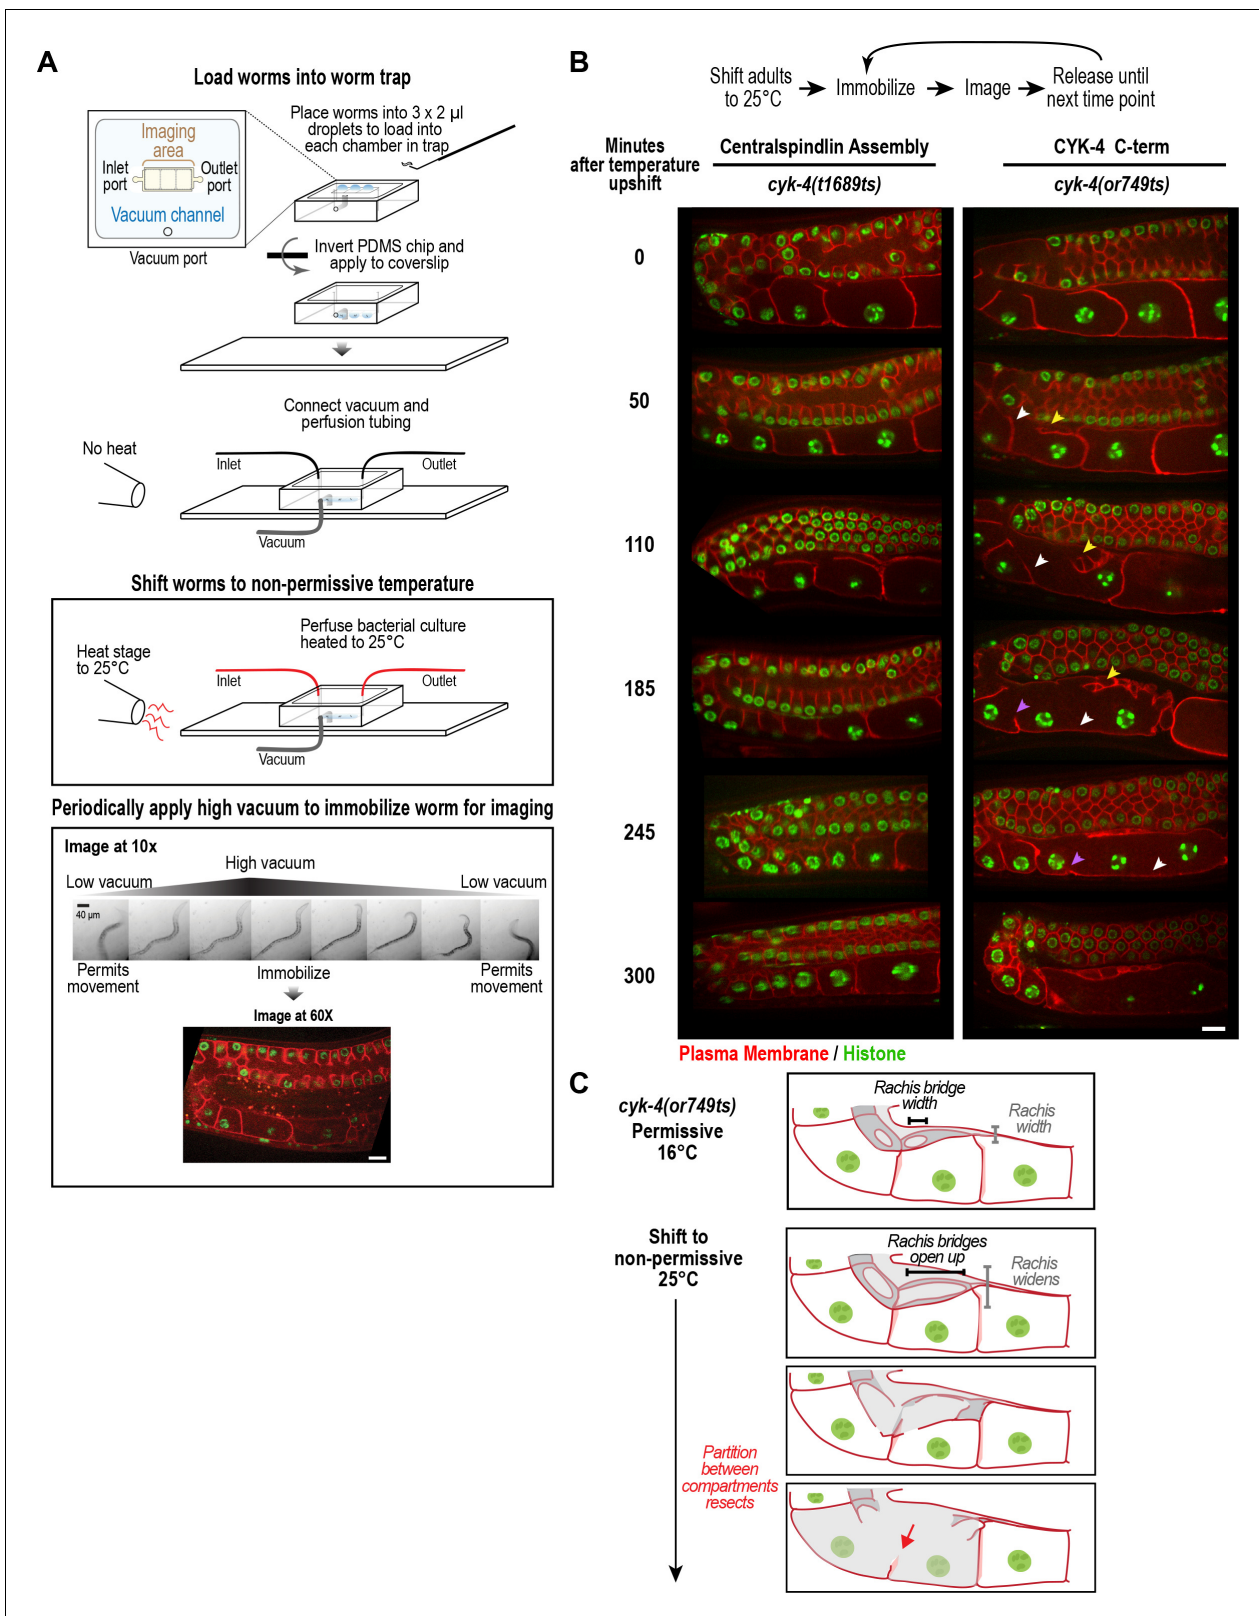 A
Load worms into worm trap
Place worms into 3 x 2 µl
droplets to load into
each chamber in trap
Imaging
area
Inlet
port
Outlet
port
Vacuum channel
Vacuum port
Invert PDMS chip and
apply to coverslip
Connect vacuum and
perfusion tubing
No heat
Inlet
Outlet
Vacuum
Shift worms to non-permissive temperature
Perfuse bacterial culture
heated to 25°C
Heat stage
to 25°C
Inlet
Outlet
Vacuum
Periodically apply high vacuum to immobilize worm for imaging
Image at 10x
High vacuum
Low vacuum
Low vacuum
40 µm
Permits
movement
Immobilize
Permits
movement
Image at 60X
B
Shift adults
to 25°C
Immobilize
Image
Release until
next time point
Minutes
after temperature
upshift
Centralspindlin Assembly
cyk-4(t1689ts)
CYK-4 C-term
cyk-4(or749ts)
0
50
110
185
245
300
Plasma Membrane / Histone
C
cyk-4(or749ts)
Permissive
16°C
Rachis bridge
width
Rachis
width
Shift to
non-permissive
25°C
Rachis bridges
open up
Rachis
widens
Partition
between
compartments
resects